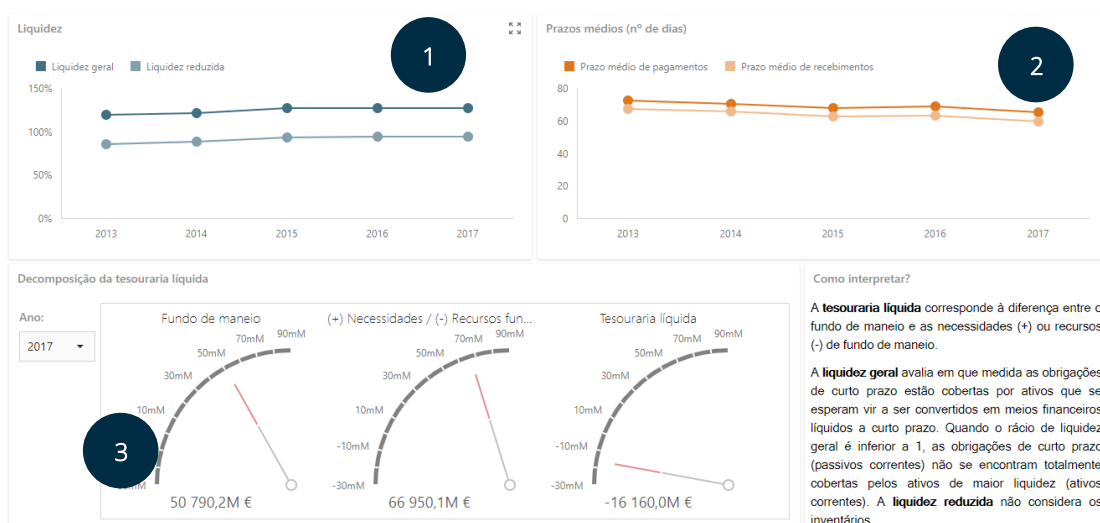 Liquidez
1
Liquidez geral
Liquidez reduzida
150%
100%
50%
0%
2013
2014
2015
2016
2017
Prazos médios (nº de dias)
2
Prazo médio de pagamentos
Prazo médio de recebimentos
80
60
40
20
0
2013
2014
2015
2016
2017
Decomposição da tesouraria líquida
Ano:
2017
3
Fundo de maneio
90mM
70mM
50mM
30mM
10mM
50 790,2M €
(+) Necessidades / (-) Recursos fun...
90mM
70mM
50mM
30mM
10mM
-10mM
-30mM
66 950,1M €
Tesouraria líquida
90mM
70mM
50mM
30mM
10mM
-10mM
-30mM
-16 160,0M €
Como interpretar?
A tesouraria líquida corresponde à diferença entre o
fundo de maneio e as necessidades (+) ou recursos
(-) de fundo de maneio.
A liquidez geral avalia em que medida as obrigações
de curto prazo estão cobertas por ativos que se
esperam vir a ser convertidos em meios financeiros
líquidos a curto prazo. Quando o rácio de liquidez
geral é inferior a 1, as obrigações de curto prazo
(passivos correntes) não se encontram totalmente
cobertas pelos ativos de maior liquidez (ativos
correntes). A liquidez reduzida não considera os
inventários